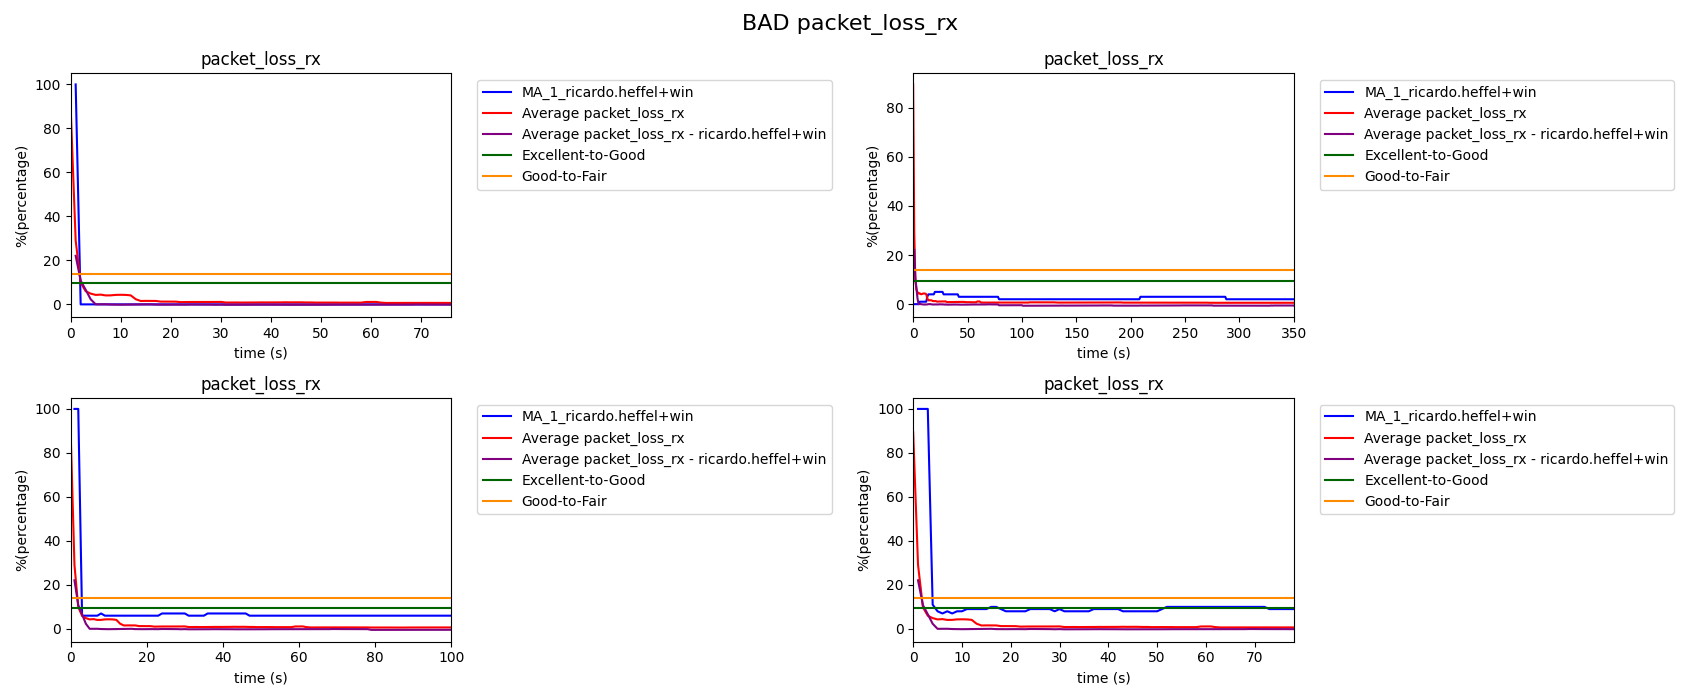 BAD packet_loss_rx
packet_loss_rx
%(percentage)
100
80
60
40
20
0
0 10 20 30 40 50 60 70
time (s)
MA_1_ricardo.heffel+win
Average packet_loss_rx
Average packet_loss_rx - ricardo.heffel+win
Excellent-to-Good
Good-to-Fair
packet_loss_rx
%(percentage)
80
60
40
20
0
0 50 100 150 200 250 300 350
time (s)
MA_1_ricardo.heffel+win
Average packet_loss_rx
Average packet_loss_rx - ricardo.heffel+win
Excellent-to-Good
Good-to-Fair
packet_loss_rx
%(percentage)
100
80
60
40
20
0
0 20 40 60 80 100
time (s)
MA_1_ricardo.heffel+win
Average packet_loss_rx
Average packet_loss_rx - ricardo.heffel+win
Excellent-to-Good
Good-to-Fair
packet_loss_rx
%(percentage)
100
80
60
40
20
0
0 10 20 30 40 50 60 70
time (s)
MA_1_ricardo.heffel+win
Average packet_loss_rx
Average packet_loss_rx - ricardo.heffel+win
Excellent-to-Good
Good-to-Fair